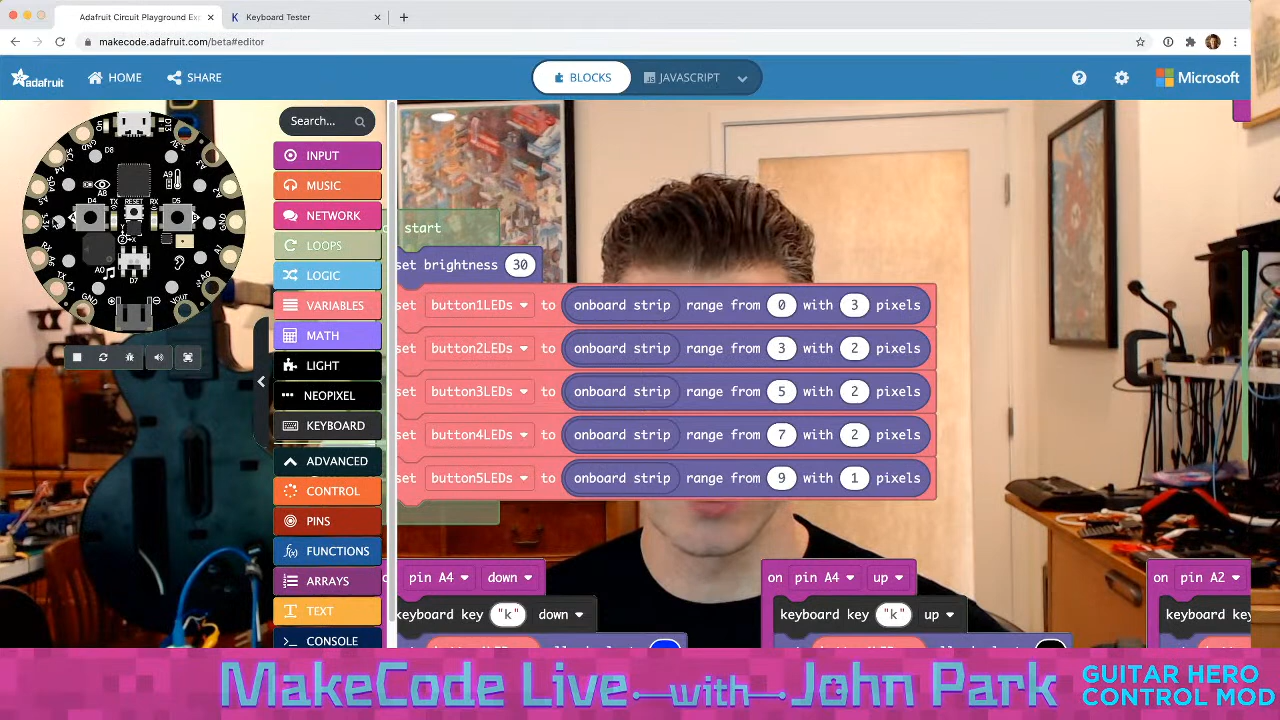 Adafruit Circuit Playground Ex
Keyboard Tester
makecode.adafruit.com/beta#editor
adafruit
HOME
SHARE
BLOCKS
JAVASCRIPT
Microsoft
Search...
INPUT
MUSIC
NETWORK
LOOPS
LOGIC
VARIABLES
MATH
LIGHT
NEOPIXEL
KEYBOARD
ADVANCED
CONTROL
PINS
FUNCTIONS
ARRAYS
TEXT
CONSOLE
start
set brightness 30
set button1LEDs to onboard strip range from 0 with 3 pixels
set button2LEDs to onboard strip range from 3 with 2 pixels
set button3LEDs to onboard strip range from 5 with 2 pixels
set button4LEDs to onboard strip range from 7 with 2 pixels
set button5LEDs to onboard strip range from 9 with 1 pixels
pin A4 down
keyboard key "k" down
on pin A4 up
keyboard key "k" up
on pin A2
keyboard key
MakeCode Live with John Park
GUITAR HERO
CONTROL MOD